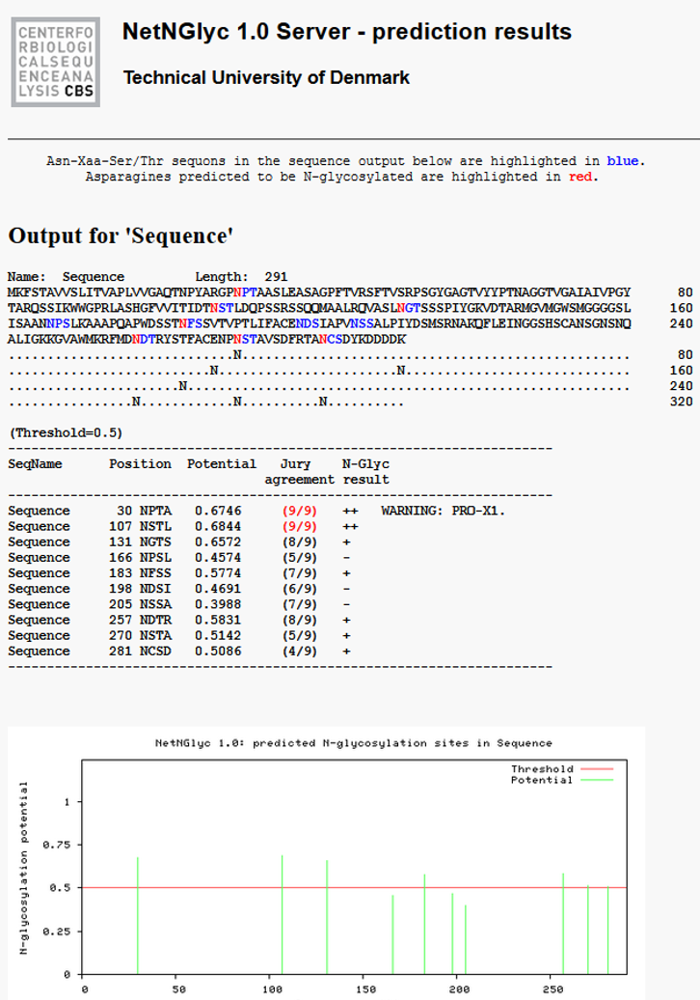 CENTERFO
RBIOLOGI
CALSEQU
ENCEANA
LYSIS CBS
NetNGlyc 1.0 Server - prediction results
Technical University of Denmark
Asn-Xaa-Ser/Thr sequons in the sequence output below are highlighted in blue.
Asparagines predicted to be N-glycosylated are highlighted in red.
Output for 'Sequence'
Name:  Sequence  Length:  291
MKFSTAVVSLITVAPLVVGAQTNPYARGPNPTAASLEASAGPFTVRSFTVSRPSGYGAGTVYYPTNAGGTVGAIAIVPGY  80
TARQSSIKWWGPRLASHGFVVITIDTNSTLDQPSSRSSQQMAALRQVASLNGTSSSPIYGKVDTARMGVMGWSMGGGGSL  160
ISAANNPSLKAAAPQAPWDSSTNFSSVTVPTLIFACENDSIAPVNSSALPIYDSMSRNAKQFLEINGGSHSCANSGNSNQ  240
ALIGKKGVAWMKRFMDNDTRYSTFACENPNSTAVSDFRTANCSDYKDDDDK
.............................N..................................................  80
..........................N.......................N.............................  160
......................N.........................................................  240
................N............N..........N..........  320
(Threshold=0.5)
----------------------------------------------------------------------
SeqName  Position  Potential  Jury  N-Glyc
agreement result
----------------------------------------------------------------------
Sequence  30 NPTA  0.6746  (9/9)  ++  WARNING: PRO-X1.
Sequence  107 NSTL  0.6844  (9/9)  ++
Sequence  131 NGTS  0.6572  (8/9)  +
Sequence  166 NPSL  0.4574  (5/9)  -
Sequence  183 NFSS  0.5774  (7/9)  +
Sequence  198 NDSI  0.4691  (6/9)  -
Sequence  205 NSSA  0.3988  (7/9)  -
Sequence  257 NDTR  0.5831  (8/9)  +
Sequence  270 NSTA  0.5142  (5/9)  +
Sequence  281 NCSD  0.5086  (4/9)  +
----------------------------------------------------------------------
NetNGlyc 1.0: predicted N-glycosylation sites in Sequence
Threshold
Potential
N-glycosylation potential
1
0.75
0.5
0.25
0
0  50  100  150  200  250